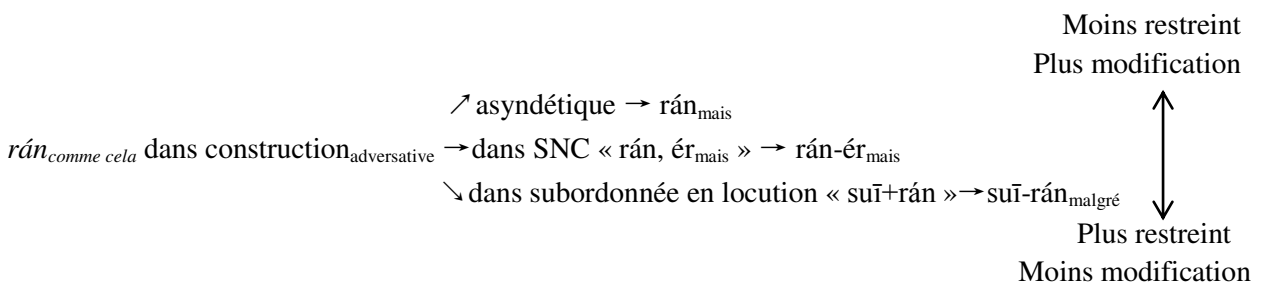 Moins restreint
Plus modification
↗ asyndétique → rán mais
rán comme cela dans construction adversative → dans SNC « rán, ér mais » → rán-ér mais
↘ dans subordonnée en locution « suī+rán » → suī-rán malgré
Plus restreint
Moins modification